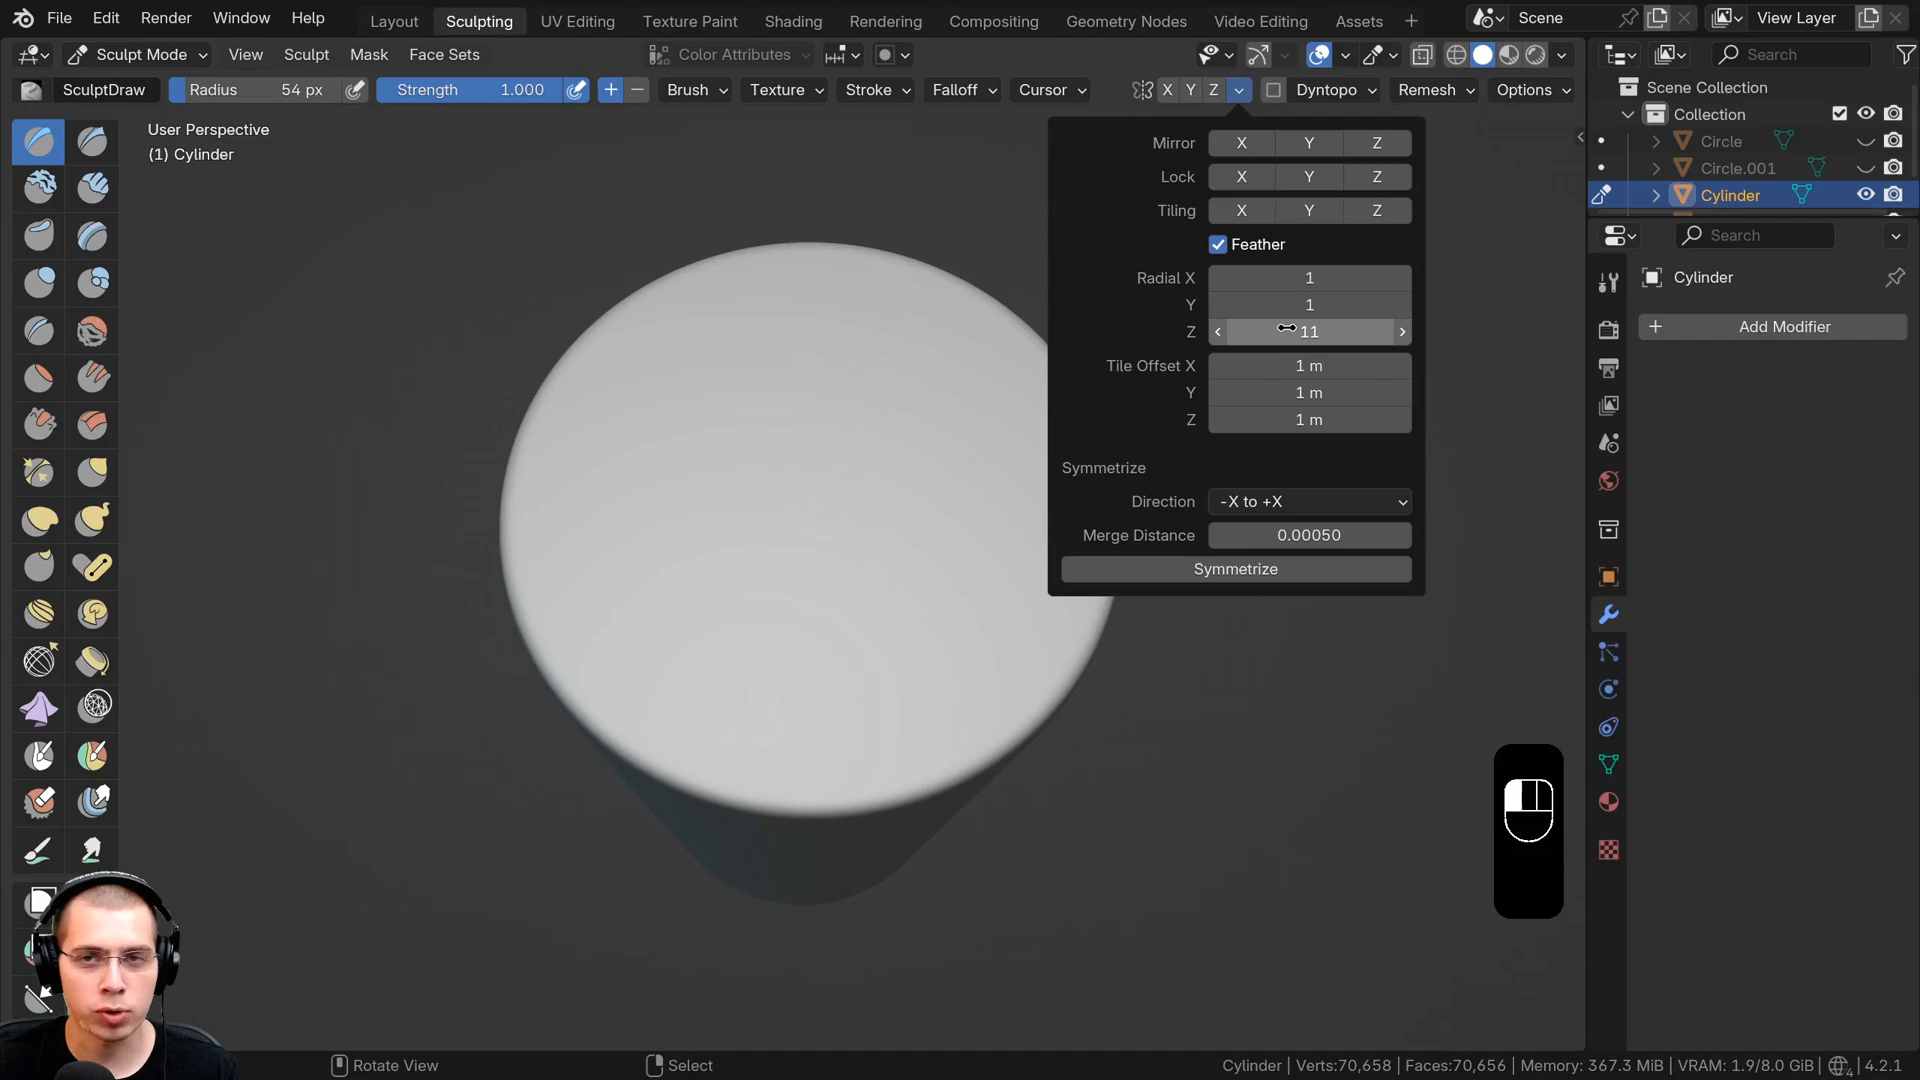 File Edit Render Window Help Layout Sculpting UV Editing Texture Paint Shading Rendering Compositing Geometry Nodes Video Editing Assets + Scene View Layer
Sculpt Mode View Sculpt Mask Face Sets Color Attributes Search
SculptDraw Radius 54 px Strength 1.000 Brush Texture Stroke Falloff Cursor X Y Z Dyntopo Remesh Options
Scene Collection
Collection
Circle
Circle.001
Cylinder
Search
Cylinder
+ Add Modifier
User Perspective
(1) Cylinder
Mirror X Y Z
Lock X Y Z
Tiling X Y Z
Feather
Radial X 1
Y 1
Z 11
Tile Offset X 1 m
Y 1 m
Z 1 m
Symmetrize
Direction -X to +X
Merge Distance 0.00050
Symmetrize
Rotate View Select Cylinder | Verts:70,658 | Faces:70,656 | Memory: 367.3 MiB | VRAM: 1.9/8.0 GiB | 4 4.2.1